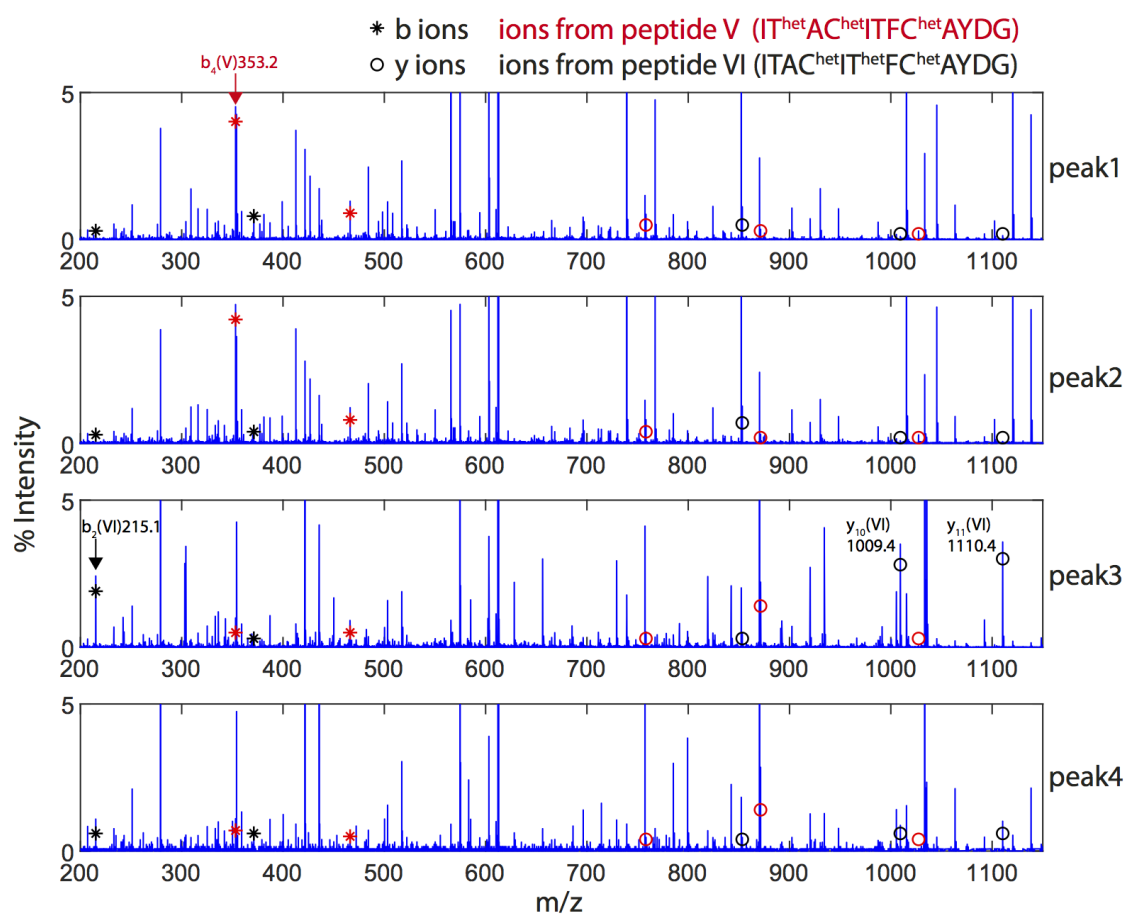 * b ions ions from peptide V (IThetAChetITFChetAYDG)
b4(V)353.2
o y ions ions from peptide VI (ITAChetIThetFChetAYDG)
5
0
200 300 400 500 600 700 800 900 1000 1100
peak1
5
0
200 300 400 500 600 700 800 900 1000 1100
peak2
% Intensity
5
b2(VI)215.1
y10(VI)
1009.4
y11(VI)
1110.4
0
200 300 400 500 600 700 800 900 1000 1100
peak3
5
0
200 300 400 500 600 700 800 900 1000 1100
peak4
m/z